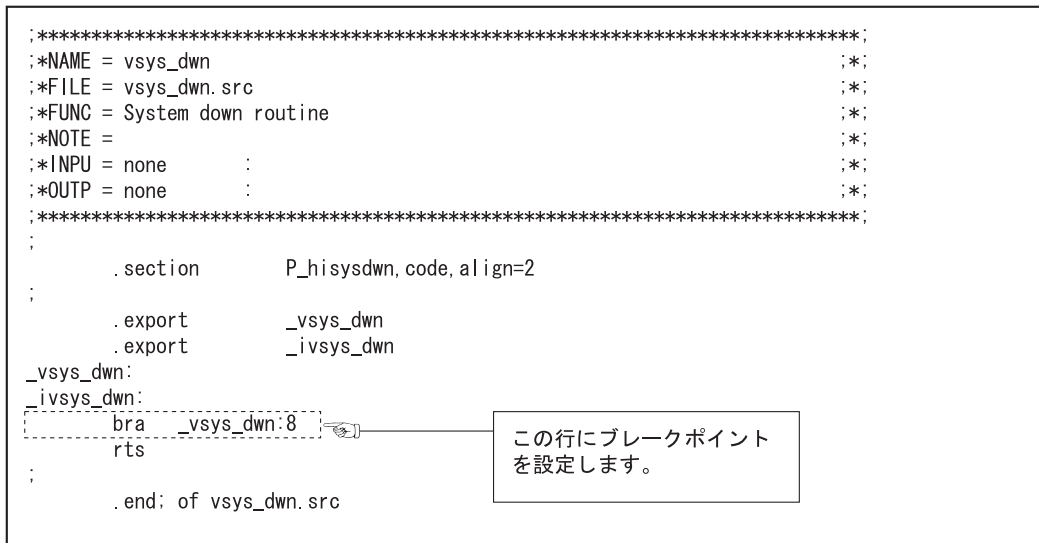 ;****************************************************************************;
;*NAME = vsys_dwn ;*;
;*FILE = vsys_dwn.src ;*;
;*FUNC = System down routine ;*;
;*NOTE = ;*;
;*INPU = none : ;*;
;*OUTP = none : ;*;
;****************************************************************************;
;
.section P_hisysdwn,code,align=2
;
.export _vsys_dwn
.export _ivsys_dwn
_vsys_dwn:
_ivsys_dwn:
bra _vsys_dwn:8
rts
;
.end; of vsys_dwn.src
この行にブレークポイント
を設定します。